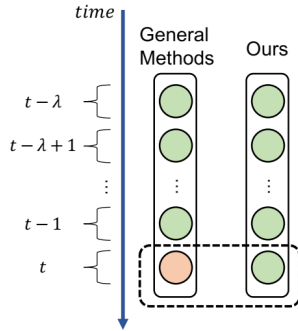 time
General
Methods
Ours
t − λ
t − λ + 1
⋮
t − 1
t